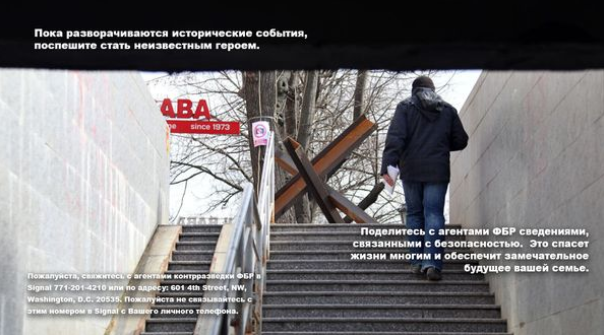 Пока разворачиваются исторические события,
поспешите стать неизвестным героем.
ABA
since 1973
Поделитесь с агентами ФБР сведениями,
связанными с безопасностью. Это спасет
жизни многим и обеспечит замечательное
будущее вашей семье.
Пожалуйста, свяжитесь с агентами контрразведки ФБР в
Signal 771-201-4210 или по адресу: 601 4th Street, NW,
Washington, D.C. 20535. Пожалуйста не связывайтесь с
этим номером в Signal с Вашего личного телефона.